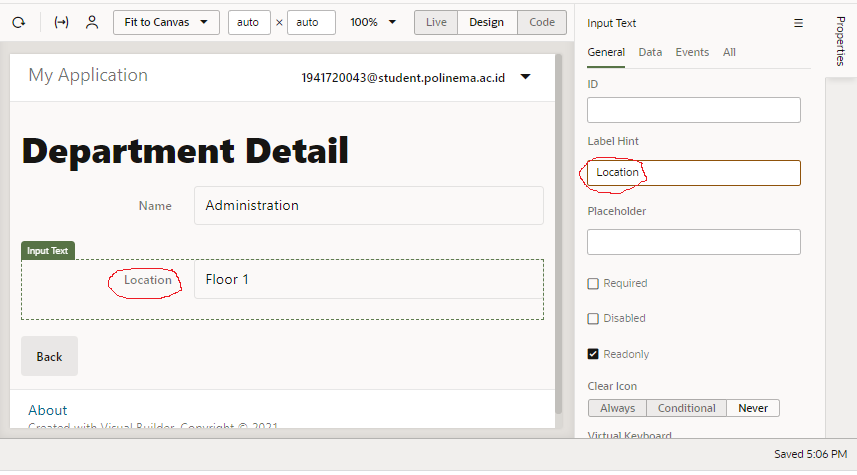 Fit to Canvas auto × auto 100% Live Design Code
My Application 1941720043@student.polinema.ac.id
Department Detail
Name Administration
Input Text
Location Floor 1
Back
About
Created with Visual Builder. Copyright © 2021
Input Text
General Data Events All
ID
Label Hint
Location
Placeholder
Required
Disabled
Readonly
Clear Icon
Always Conditional Never
Virtual Keyboard
Properties
Saved 5:06 PM